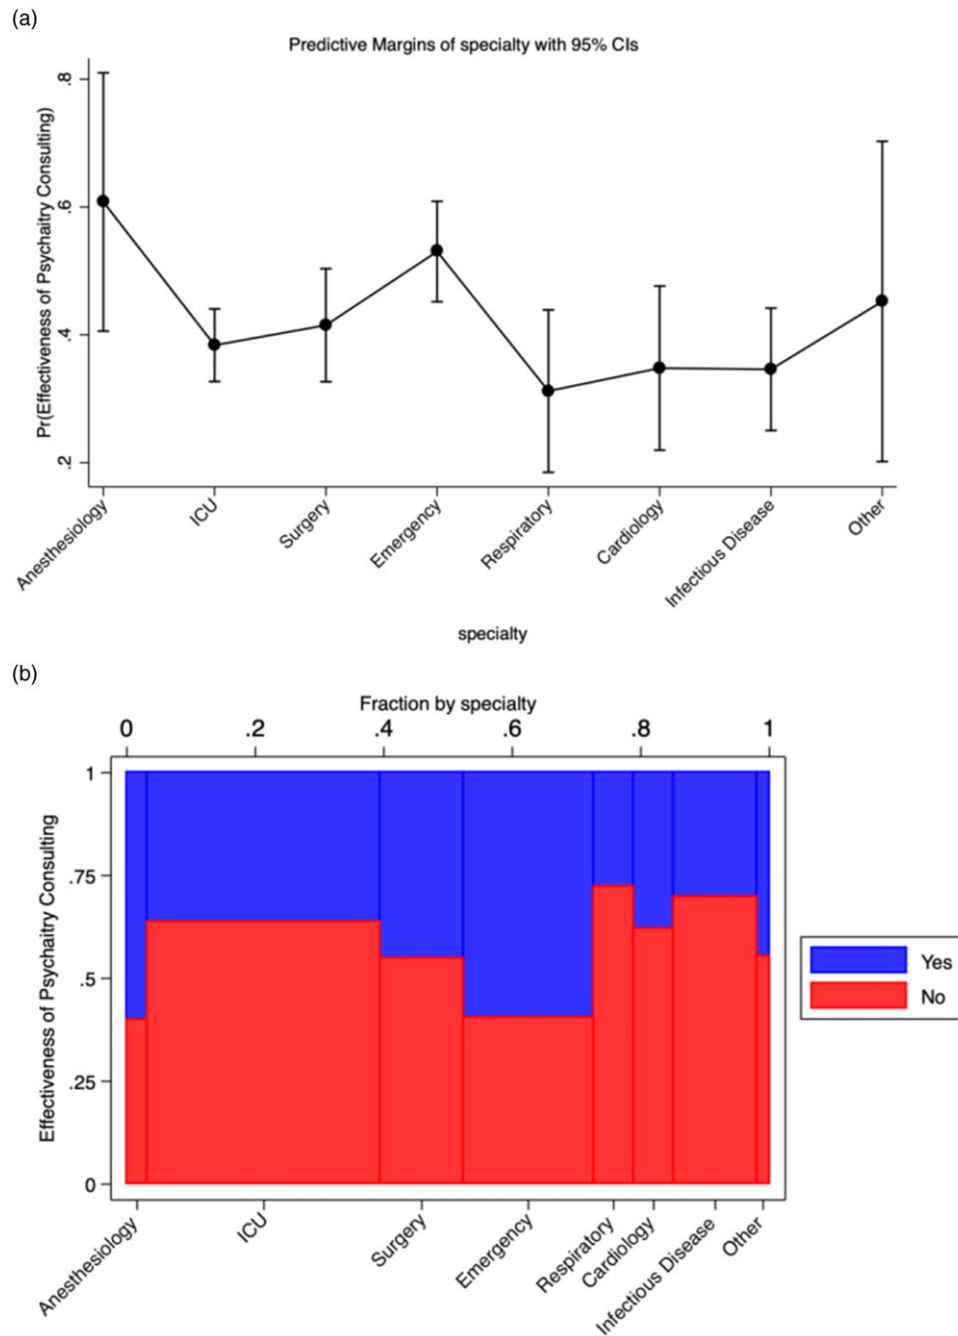 (a)
Predictive Margins of specialty with 95% CIs
Pr(Effectiveness of Psychaitry Consulting)
.8
.6
.4
.2
Anesthesiology
ICU
Surgery
Emergency
Respiratory
Cardiology
Infectious Disease
Other
specialty
(b)
Fraction by specialty
0 .2 .4 .6 .8 1
Effectiveness of Psychaitry Consulting
1
.75
.5
.25
0
Yes
No
Anesthesiology
ICU
Surgery
Emergency
Respiratory
Cardiology
Infectious Disease
Other